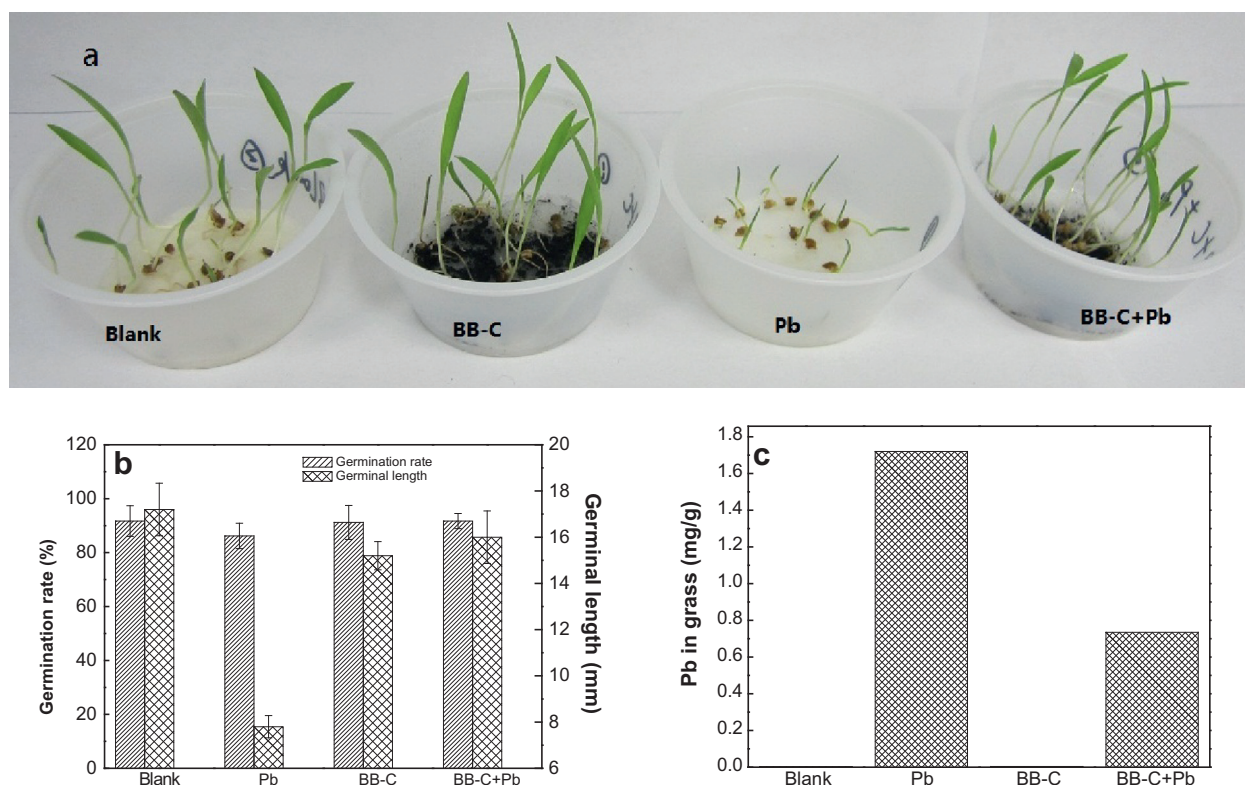 a
Blank
BB-C
Pb
BB-C+Pb
b
Germination rate
Germinal length
Germination rate (%)
120
100
80
60
40
20
0
Germinal length (mm)
20
18
16
14
12
10
8
6
Blank Pb BB-C BB-C+Pb
c
Pb in grass (mg/g)
1.8
1.6
1.4
1.2
1.0
0.8
0.6
0.4
0.2
0.0
Blank Pb BB-C BB-C+Pb